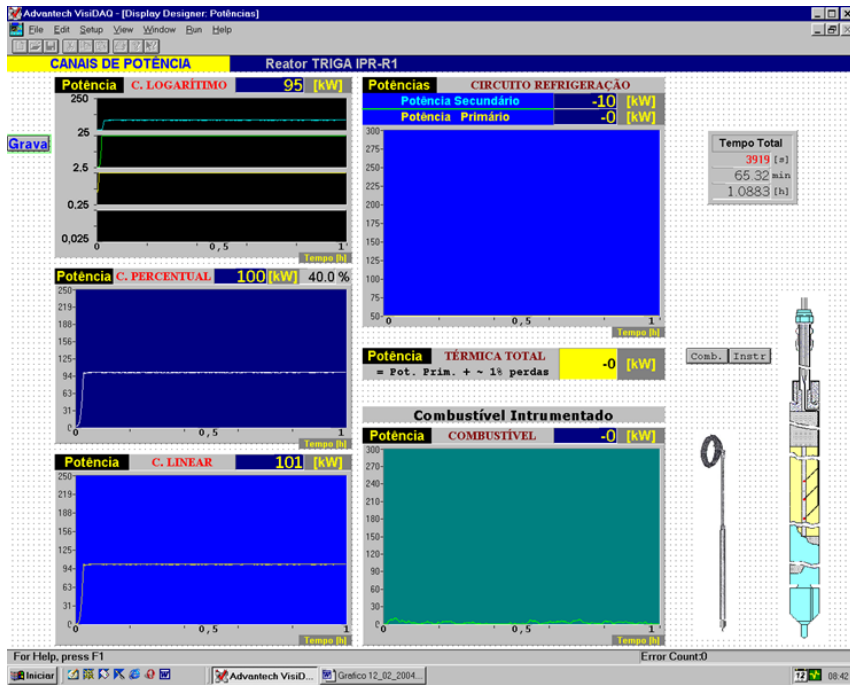 Advantech VisiDAQ - [Display Designer: Potências]
File Edit Setup View Window Run Help
CANAIS DE POTÊNCIA Reator TRIGA IPR-R1
Potência C. LOGARÍTIMO 95 [kW]
250
25
2.5
0,25
0,025
0 0,5 1
Tempo [h]
Grava
Potência C. PERCENTUAL 100 [kW] 40.0 %
250
219
188
156
125
94
63
31
0
0 0,5 1
Tempo [h]
Potência C. LINEAR 101 [kW]
250
219
188
156
125
94
63
31
0
0 0,5 1
Tempo [h]
Potências CIRCUITO REFRIGERAÇÃO
Potência Secundário -10 [kW]
Potência Primário -0 [kW]
300
275
250
225
200
175
150
125
100
75
50
0 0,5 1
Tempo [h]
Potência TÉRMICA TOTAL -0 [kW]
= Pot. Prim. + ~ 1% perdas
Combustível Intrumentado
Potência COMBUSTÍVEL -0 [kW]
300
270
240
210
180
150
120
90
60
30
0
0 0,5 1
Tempo [h]
Tempo Total
3919 [s]
65.32 min
1.0883 [h]
Comb. Instr
For Help, press F1 Error Count:0
Iniciar Advantech VisiD... Grafico 12_02_2004... 12 08:42